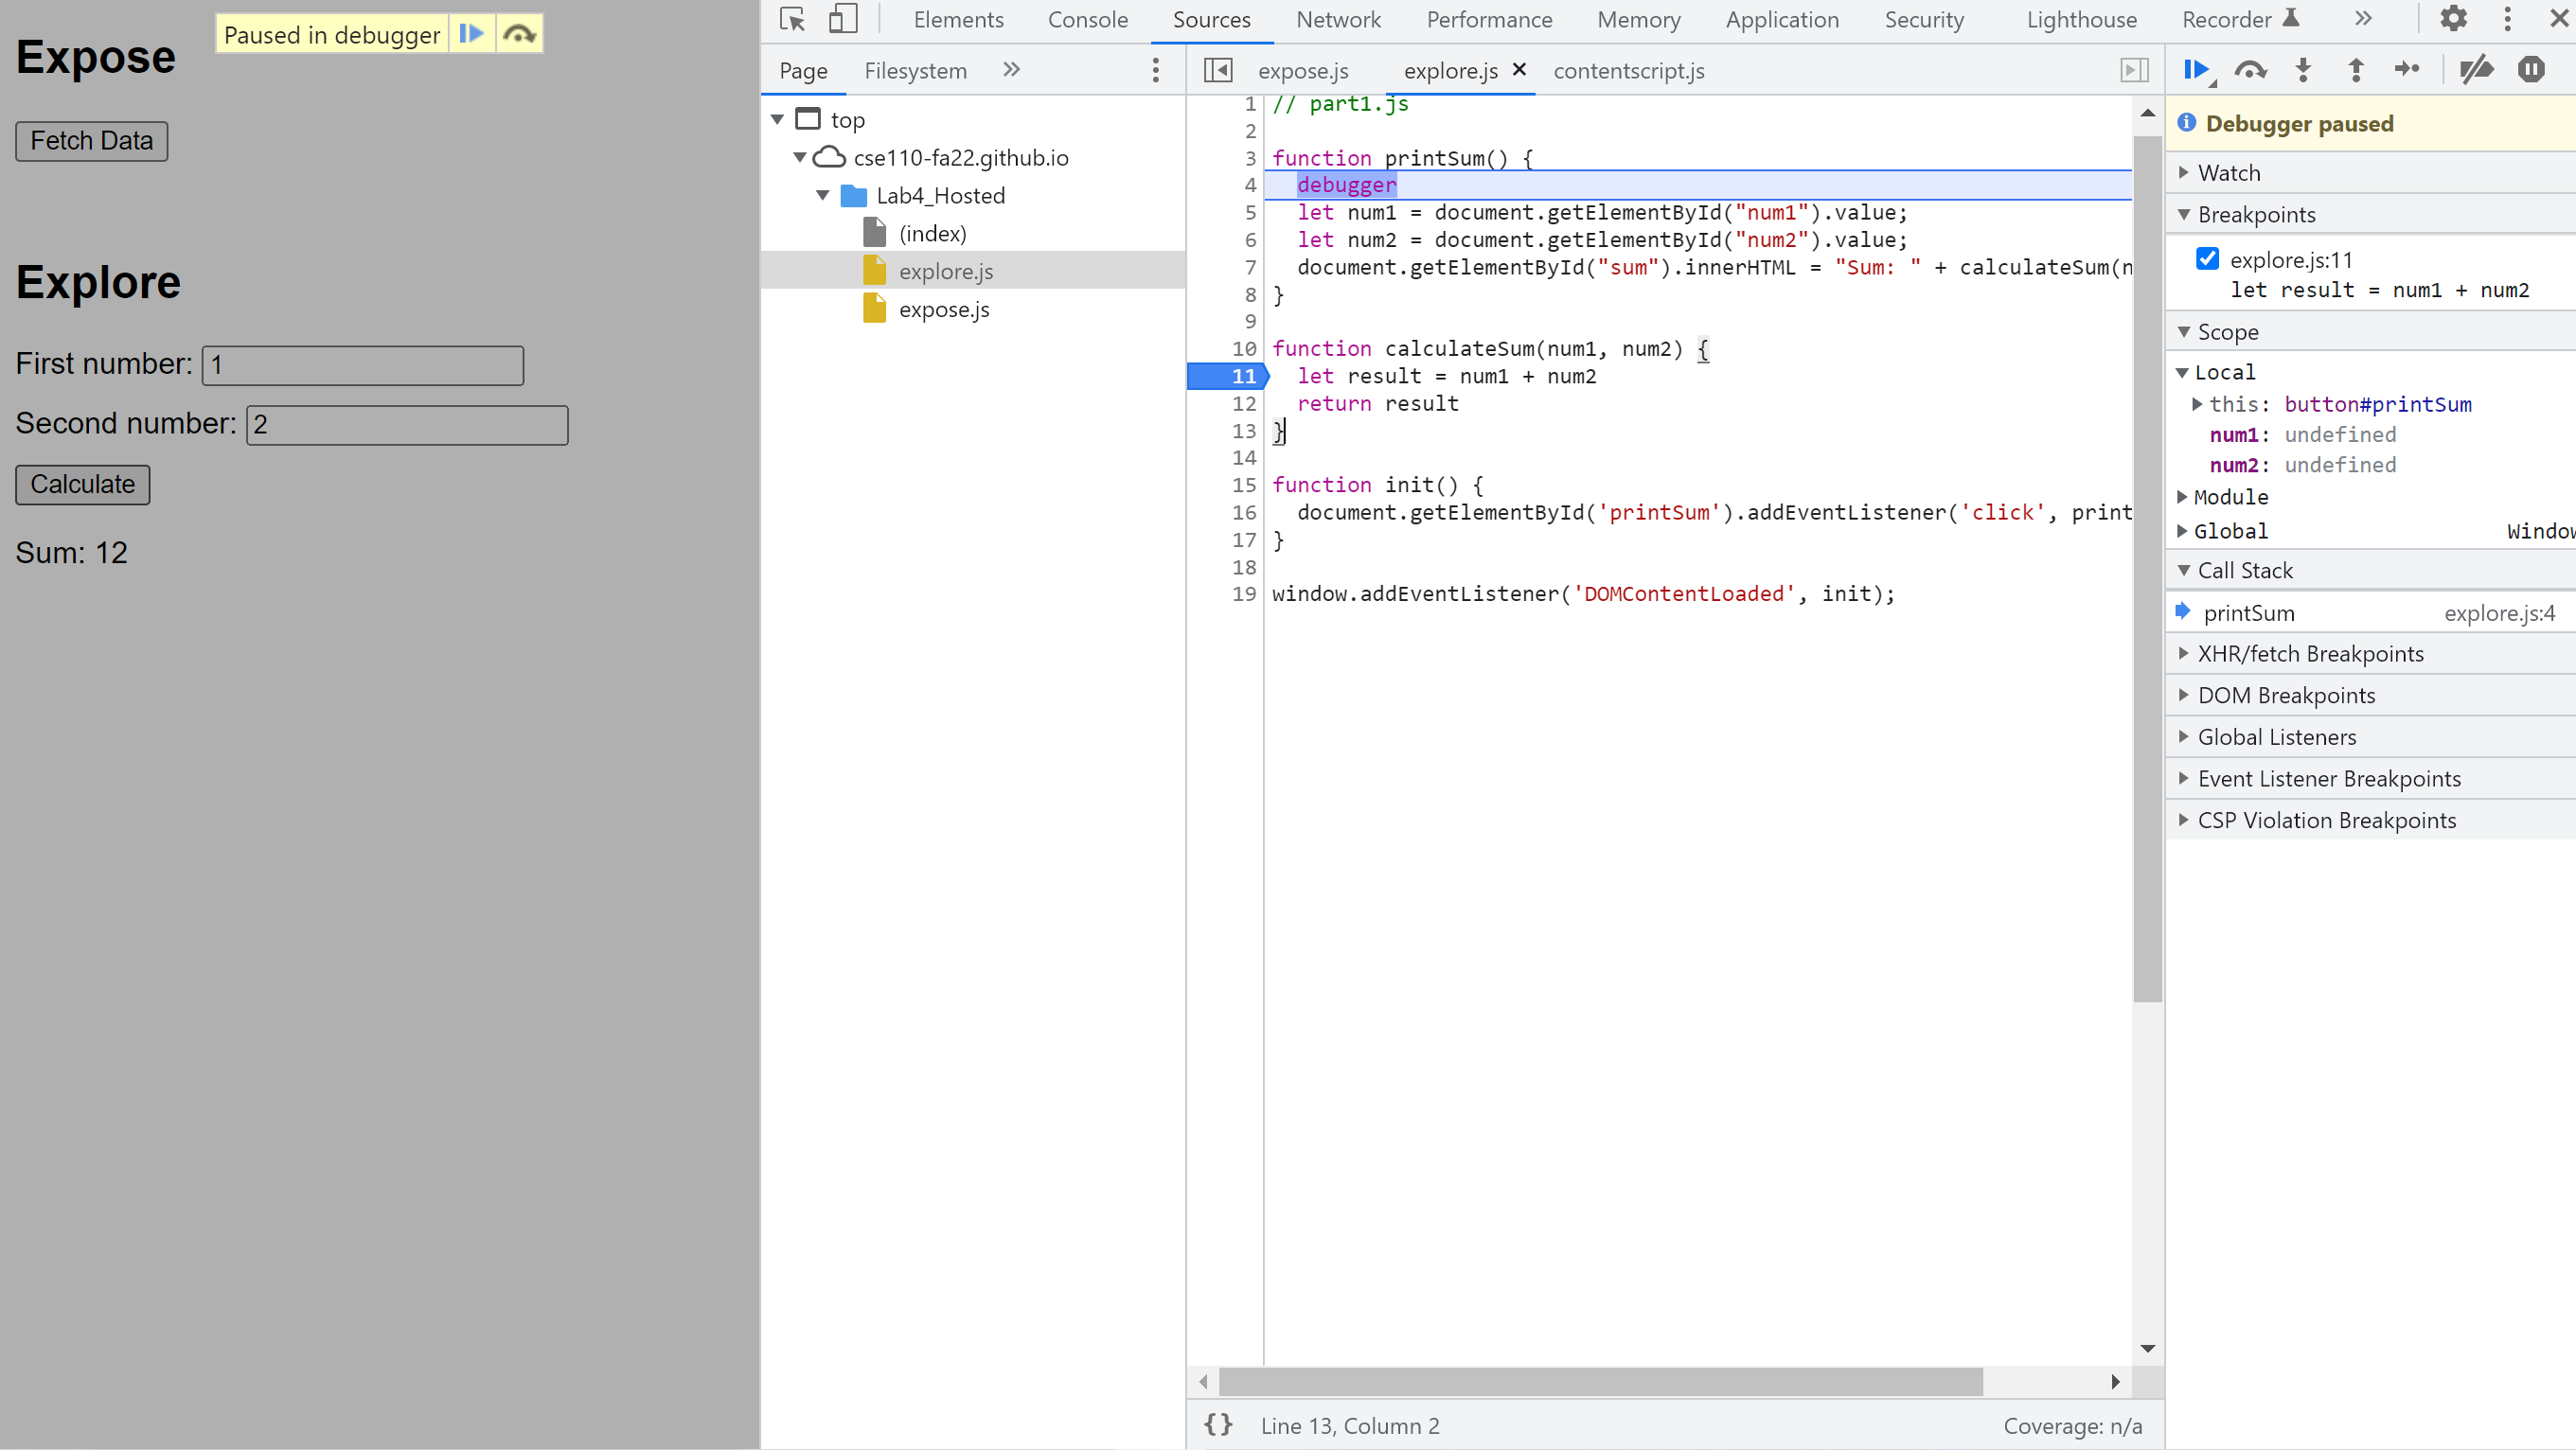 Expose
Paused in debugger
Fetch Data
Explore
First number: 1
Second number: 2
Calculate
Sum: 12
Elements Console Sources Network Performance Memory Application Security Lighthouse Recorder
Page Filesystem
top
cse110-fa22.github.io
Lab4_Hosted
(index)
explore.js
expose.js
expose.js explore.js contentscript.js
1 // part1.js
2
3 function printSum() {
4 debugger
5 let num1 = document.getElementById("num1").value;
6 let num2 = document.getElementById("num2").value;
7 document.getElementById("sum").innerHTML = "Sum: " + calculateSum(n
8 }
9
10 function calculateSum(num1, num2) {
11 let result = num1 + num2
12 return result
13 }
14
15 function init() {
16 document.getElementById('printSum').addEventListener('click', print
17 }
18
19 window.addEventListener('DOMContentLoaded', init);
{} Line 13, Column 2 Coverage: n/a
Debugger paused
Watch
Breakpoints
explore.js:11
let result = num1 + num2
Scope
Local
this: button#printSum
num1: undefined
num2: undefined
Module
Global Window
Call Stack
printSum explore.js:4
XHR/fetch Breakpoints
DOM Breakpoints
Global Listeners
Event Listener Breakpoints
CSP Violation Breakpoints